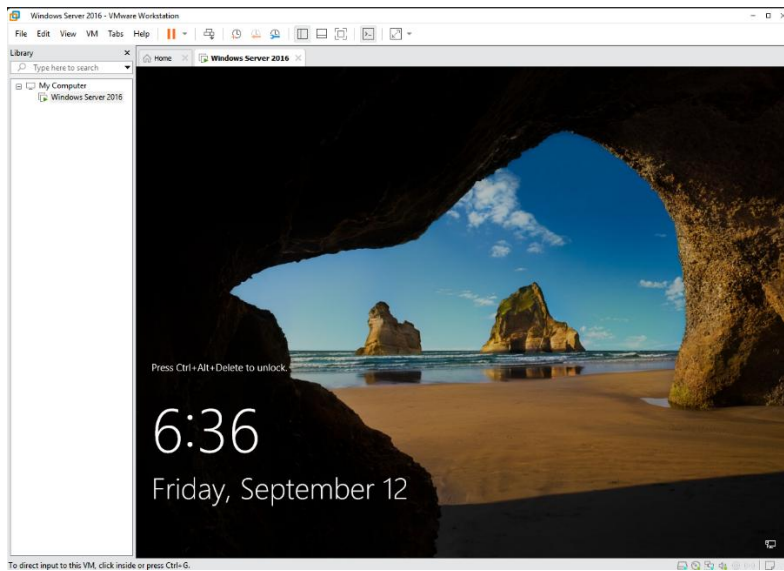 Windows Server 2016 - VMware Workstation
File Edit View VM Tabs Help
Library
Home
Windows Server 2016
Type here to search
My Computer
Windows Server 2016
Press Ctrl+Alt+Delete to unlock.
6:36
Friday, September 12
To direct input to this VM, click inside or press Ctrl+G.